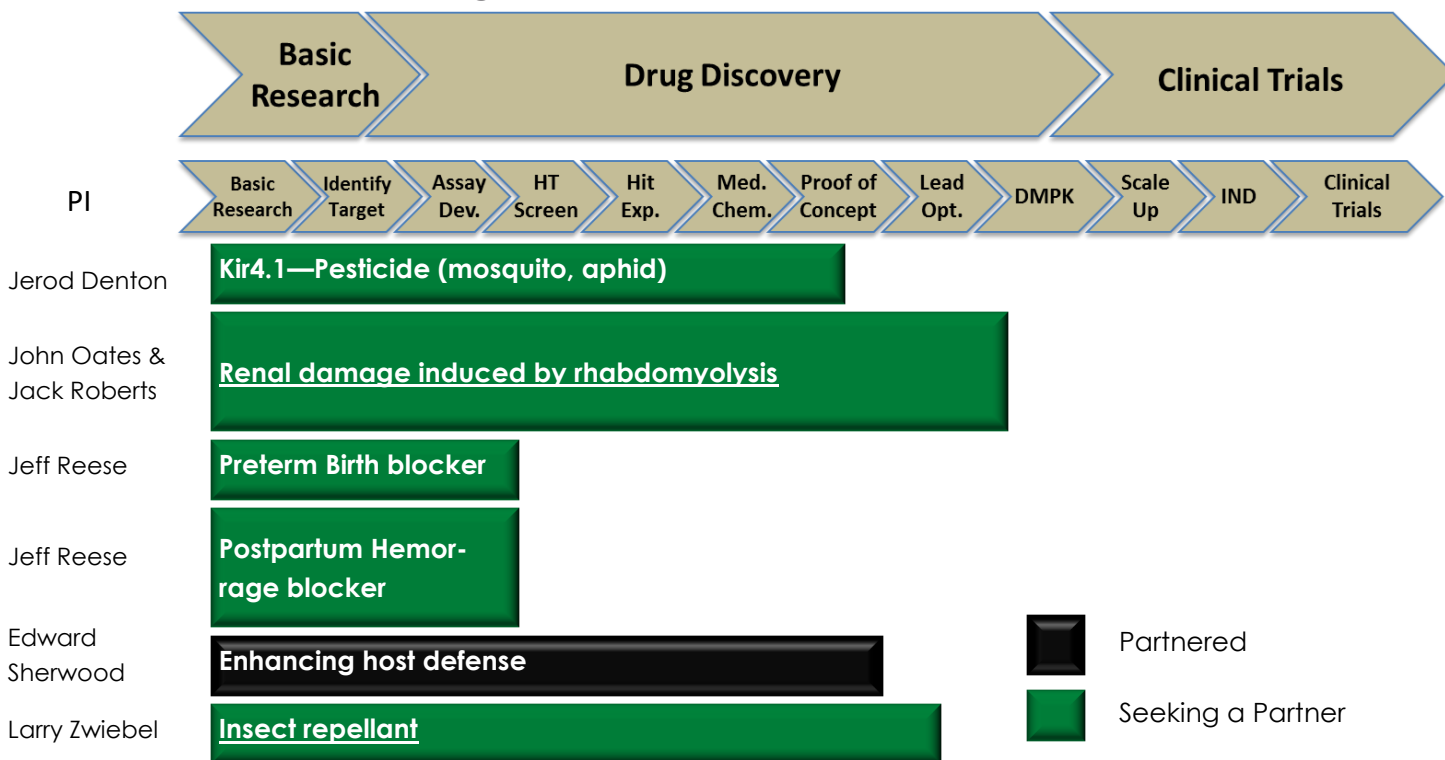 Basic
Research
Drug Discovery
Clinical Trials
PI
Basic
Research
Identify
Target
Assay
Dev.
HT
Screen
Hit
Exp.
Med.
Chem.
Proof of
Concept
Lead
Opt.
DMPK
Scale
Up
IND
Clinical
Trials
Jerod Denton
Kir4.1—Pesticide (mosquito, aphid)
John Oates &
Jack Roberts
Renal damage induced by rhabdomyolysis
Jeff Reese
Preterm Birth blocker
Jeff Reese
Postpartum Hemor-
rage blocker
Edward
Sherwood
Enhancing host defense
Larry Zwiebel
Insect repellant
Partnered
Seeking a Partner